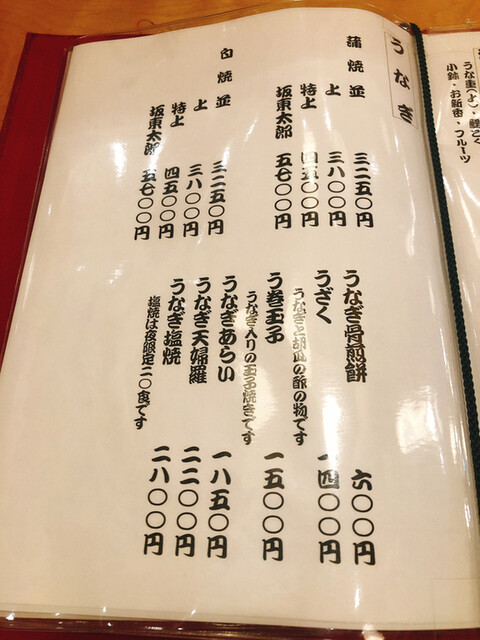 うなぎ
蒲焼 並 三二五〇円
上 三八〇〇円
特上 四五〇〇円
坂東太郎 五七〇〇円
白焼 並 三二五〇円
上 三八〇〇円
特上 四五〇〇円
坂東太郎 五七〇〇円
うなぎ骨煎餅 六〇〇円
うざく 一四〇〇円
うなぎと胡瓜の酢の物です
う巻玉子 一五〇〇円
うなぎ入りの玉子焼きです
うなぎあらい 一八五〇円
うなぎ天婦羅 二二〇〇円
うなぎ塩焼 二八〇〇円
塩焼は夜限定二〇食です
うな重(上)
小鉢・お新香・フルーツ